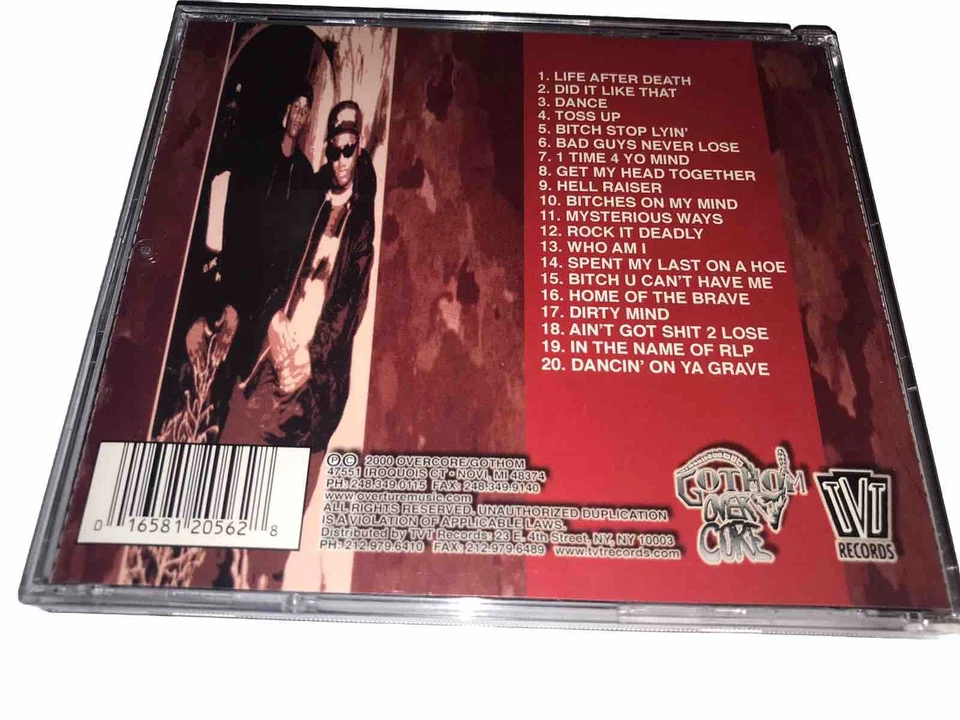 1. LIFE AFTER DEATH
2. DID IT LIKE THAT
3. DANCE
4. TOSS UP
5. BITCH STOP LYIN'
6. BAD GUYS NEVER LOSE
7. 1 TIME 4 YO MIND
8. GET MY HEAD TOGETHER
9. HELL RAISER
10. BITCHES ON MY MIND
11. MYSTERIOUS WAYS
12. ROCK IT DEADLY
13. WHO AM I
14. SPENT MY LAST ON A HOE
15. BITCH U CAN'T HAVE ME
16. HOME OF THE BRAVE
17. DIRTY MIND
18. AIN'T GOT SHIT 2 LOSE
19. IN THE NAME OF RLP
20. DANCIN' ON YA GRAVE
0 16581 20562 8
℗ © 2000 OVERCORE/GOTHOM
47551 IROQUOIS CT • NOVI, MI 48374
PH: 248.349.0115 FAX: 248.349.9140
www.overturemusic.com
ALL RIGHTS RESERVED. UNAUTHORIZED DUPLICATION
IS A VIOLATION OF APPLICABLE LAWS.
Distributed by TVT Records: 23 E. 4th Street, NY, NY 10003
PH: 212.979.6410 FAX: 212.979.6489 www.tvtrecords.com
GOTHOM
OVER
CORE
TVT
RECORDS